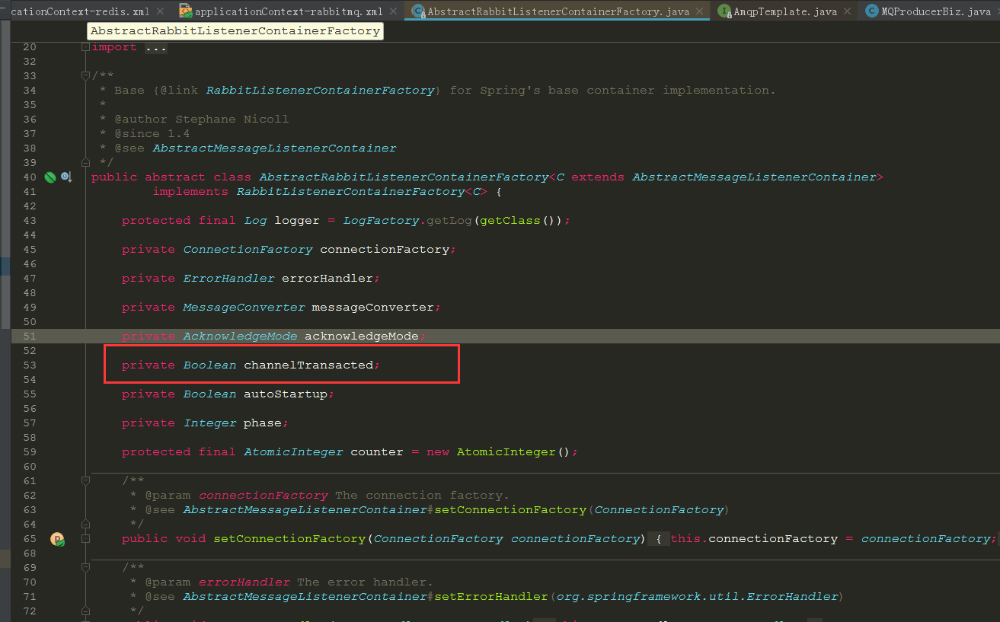 cationContext-redis.xml
applicationContext-rabbitmq.xml
AbstractRabbitListenerContainerFactory.java
AmqpTemplate.java
MQProducerBiz.java
AbstractRabbitListenerContainerFactory
20 import ...
32
33 /**
34 * Base {@link RabbitListenerContainerFactory} for Spring's base container implementation.
35 *
36 * @author Stephane Nicoll
37 * @since 1.4
38 * @see AbstractMessageListenerContainer
39 */
40 public abstract class AbstractRabbitListenerContainerFactory<C extends AbstractMessageListenerContainer>
41 implements RabbitListenerContainerFactory<C> {
42
43 protected final Log logger = LogFactory.getLog(getClass());
44
45 private ConnectionFactory connectionFactory;
46
47 private ErrorHandler errorHandler;
48
49 private MessageConverter messageConverter;
50
51 private AcknowledgeMode acknowledgeMode;
52
53 private Boolean channelTransacted;
54
55 private Boolean autoStartup;
56
57 private Integer phase;
58
59 protected final AtomicInteger counter = new AtomicInteger();
60
61 /**
62 * @param connectionFactory The connection factory.
63 * @see AbstractMessageListenerContainer#setConnectionFactory(ConnectionFactory)
64 */
65 public void setConnectionFactory(ConnectionFactory connectionFactory) { this.connectionFactory = connectionFactory;
68
69 /**
70 * @param errorHandler The error handler.
71 * @see AbstractMessageListenerContainer#setErrorHandler(org.springframework.util.ErrorHandler)
72 */